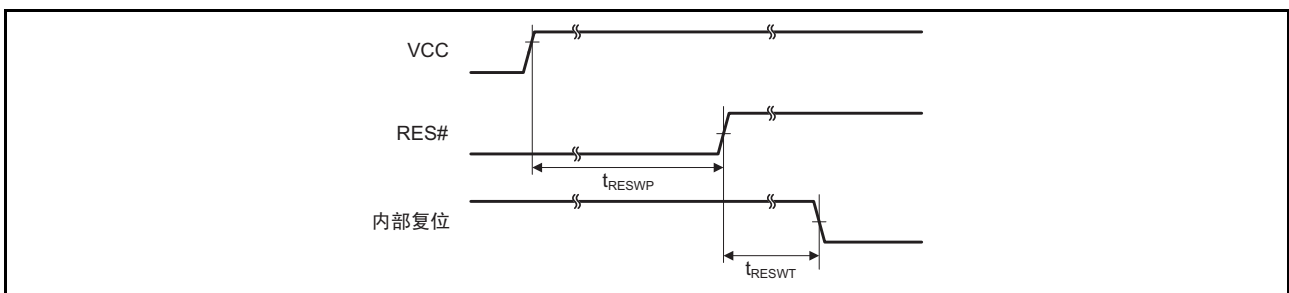 VCC
RES#
tRESWP
内部复位
tRESWT